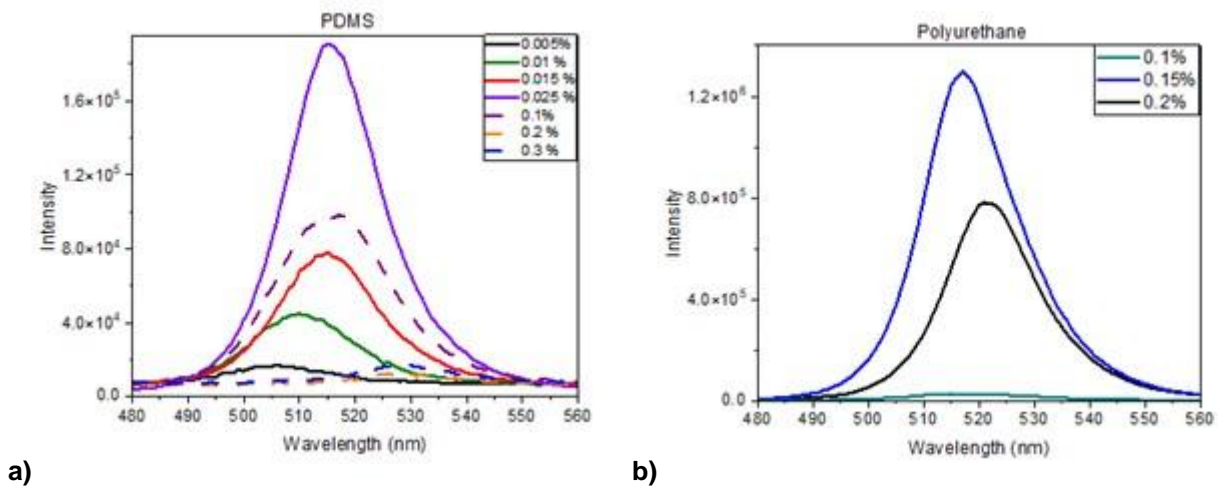 PDMS
0.005%
0.01 %
0.015 %
0.025 %
0.1%
0.2 %
0.3 %
1.6×10⁵
1.2×10⁵
8.0×10⁴
4.0×10⁴
0.0
Intensity
480 490 500 510 520 530 540 550 560
Wavelength (nm)
a)
Polyurethane
0.1%
0.15%
0.2%
1.2×10⁶
8.0×10⁵
4.0×10⁵
0.0
Intensity
480 490 500 510 520 530 540 550 560
Wavelength (nm)
b)